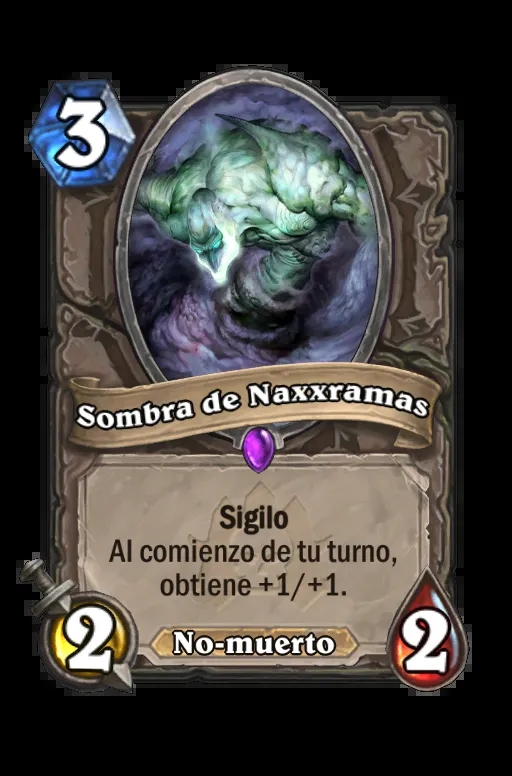 3
Sombra de Naxxramas
Sigilo
Al comienzo de tu turno,
obtiene +1/+1.
2
No-muerto
2